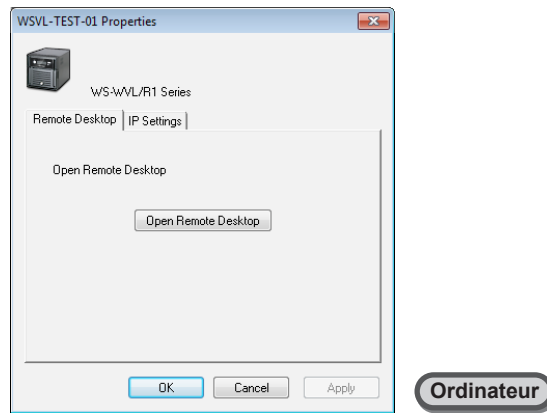 WSVL-TEST-01 Properties
WS-WVL/R1 Series
Remote Desktop IP Settings
Open Remote Desktop
Open Remote Desktop
OK Cancel Apply
Ordinateur